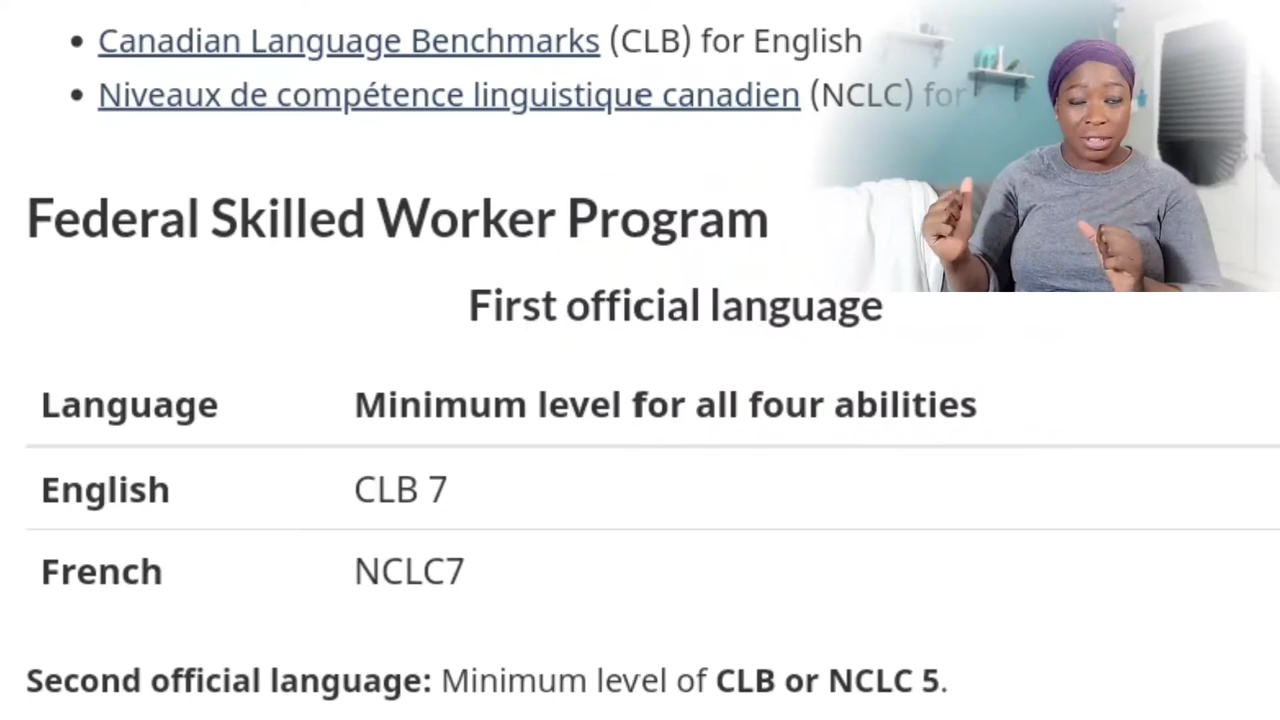 Canadian Language Benchmarks (CLB) for English
Niveaux de compétence linguistique canadien (NCLC) for
Federal Skilled Worker Program
First official language
Language Minimum level for all four abilities
English CLB 7
French NCLC7
Second official language: Minimum level of CLB or NCLC 5.